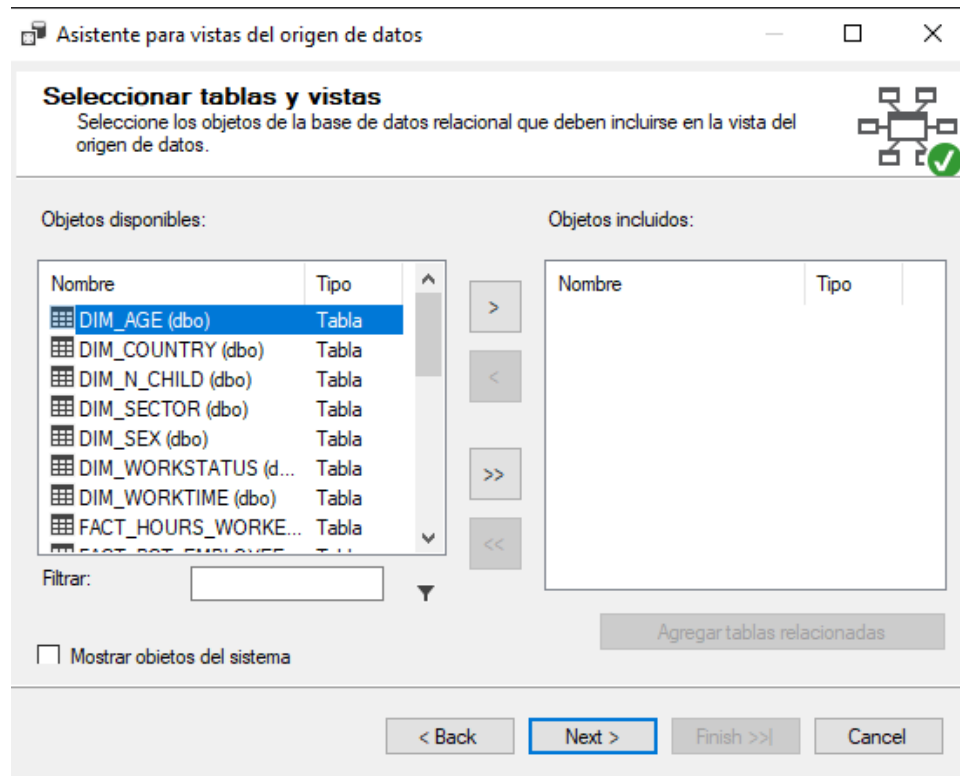 Asistente para vistas del origen de datos
Seleccionar tablas y vistas
Seleccione los objetos de la base de datos relacional que deben incluirse en la vista del
origen de datos.
Objetos disponibles:
Objetos incluidos:
Nombre Tipo
Nombre Tipo
DIM_AGE (dbo) Tabla
DIM_COUNTRY (dbo) Tabla
DIM_N_CHILD (dbo) Tabla
DIM_SECTOR (dbo) Tabla
DIM_SEX (dbo) Tabla
DIM_WORKSTATUS (d... Tabla
DIM_WORKTIME (dbo) Tabla
FACT_HOURS_WORKE... Tabla
>
<
>>
<<
Filtrar:
Agregar tablas relacionadas
Mostrar objetos del sistema
< Back
Next >
Finish >>|
Cancel